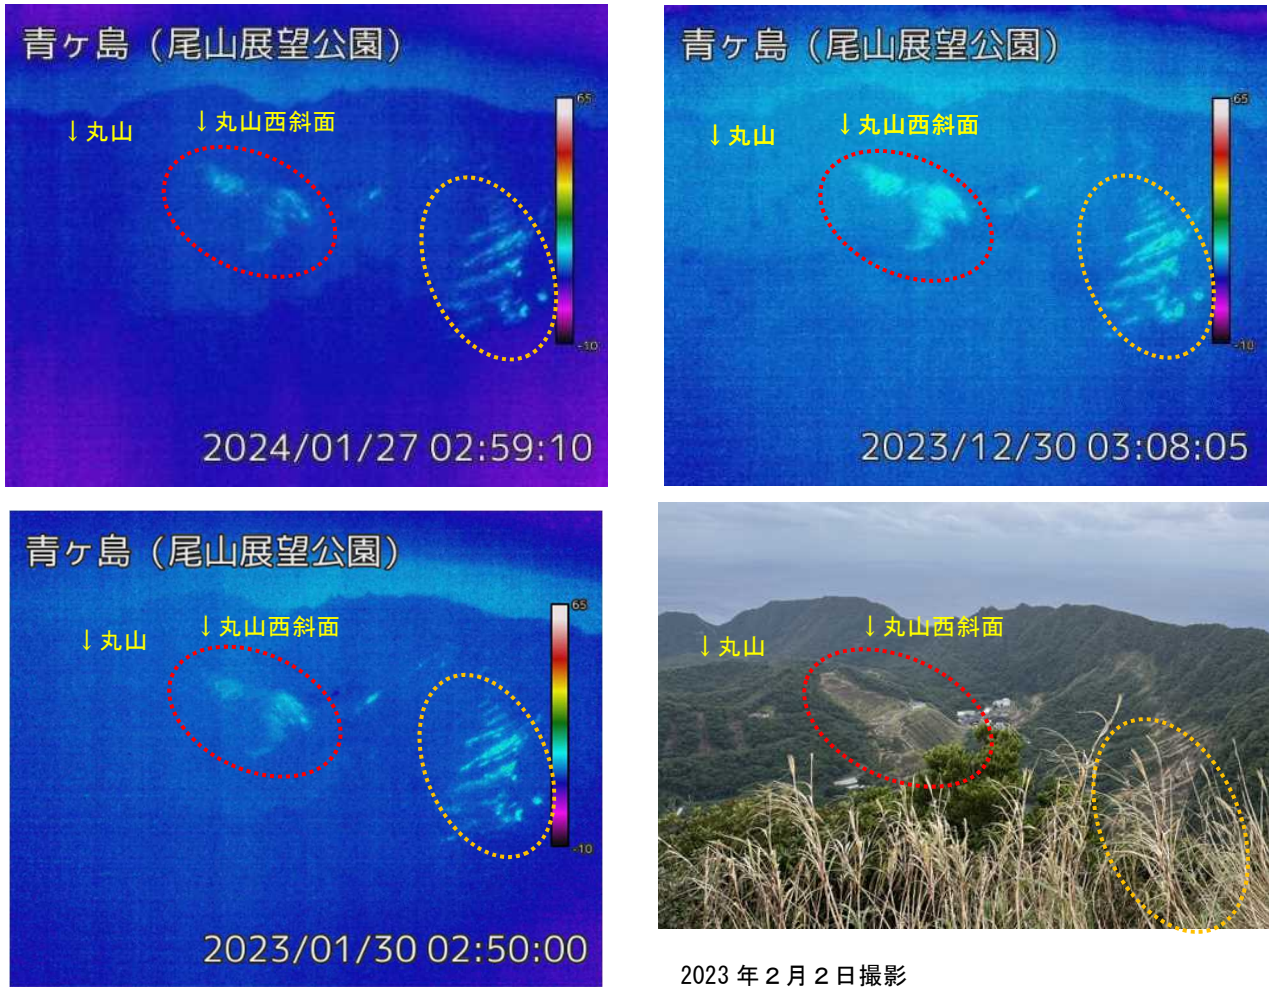 青ヶ島（尾山展望公園）
65
↓丸山
↓丸山西斜面
-10
2024/01/27 02:59:10
青ヶ島（尾山展望公園）
65
↓丸山
↓丸山西斜面
-10
2023/12/30 03:08:05
青ヶ島（尾山展望公園）
65
↓丸山
↓丸山西斜面
-10
2023/01/30 02:50:00
↓丸山西斜面
↓丸山
2023年２月２日撮影